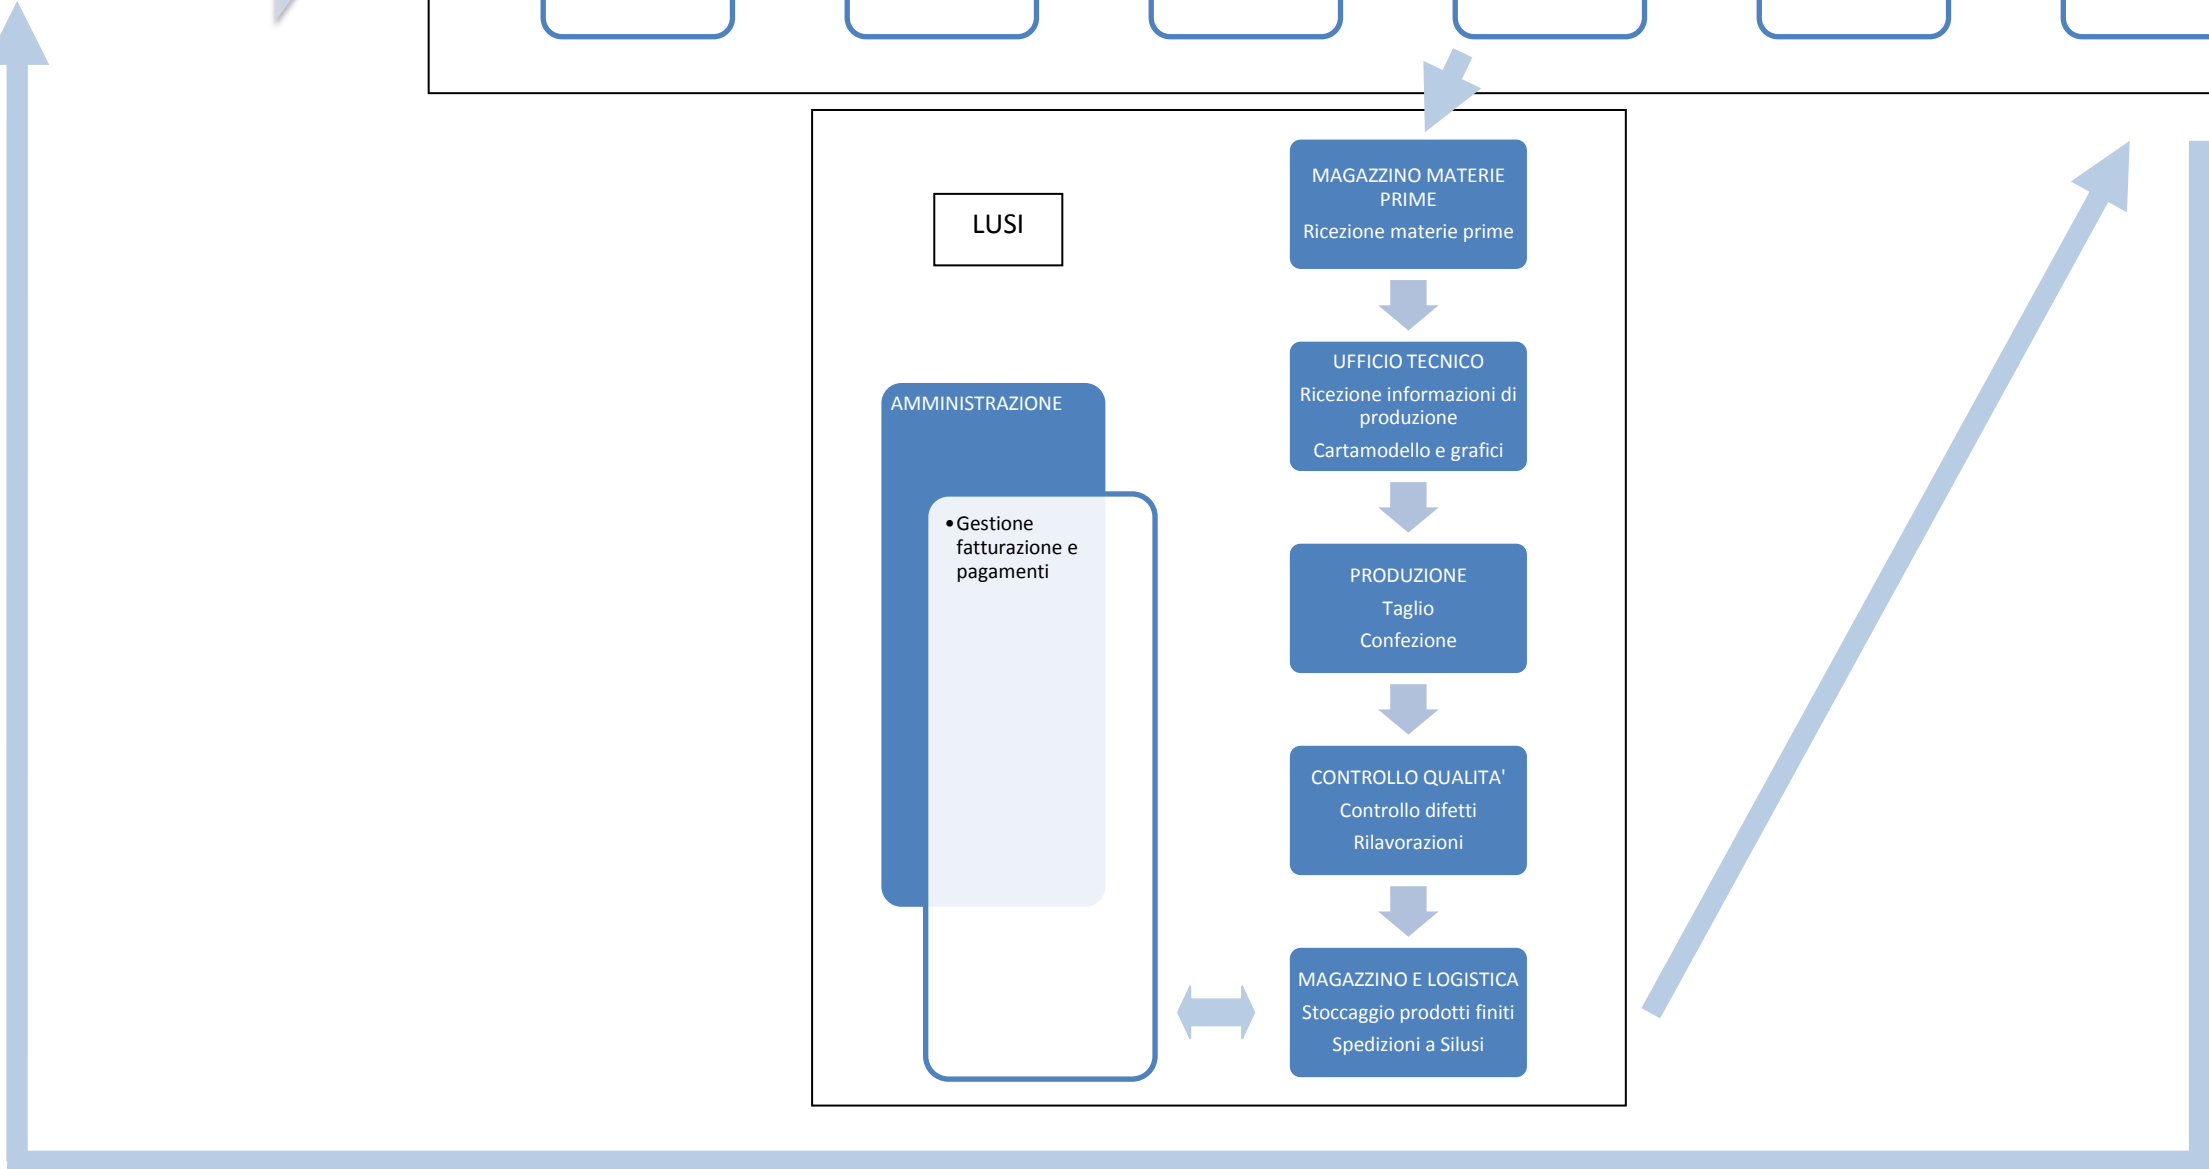 LUSI
AMMINISTRAZIONE
•Gestione
fatturazione e
pagamenti
MAGAZZINO MATERIE
PRIME
Ricezione materie prime
UFFICIO TECNICO
Ricezione informazioni di
produzione
Cartamodello e grafici
PRODUZIONE
Taglio
Confezione
CONTROLLO QUALITA'
Controllo difetti
Rilavorazioni
MAGAZZINO E LOGISTICA
Stoccaggio prodotti finiti
Spedizioni a Silusi